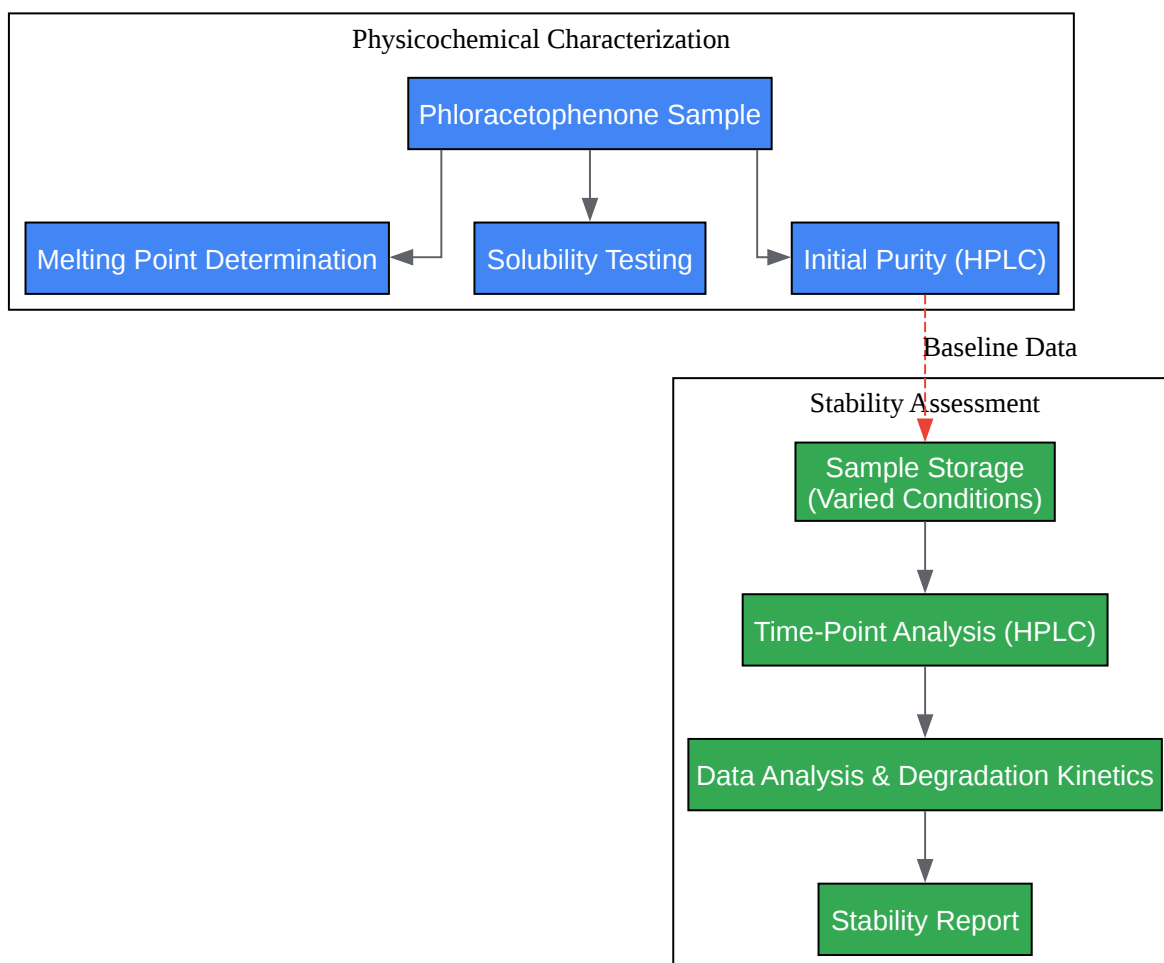 Physicochemical Characterization
Phloracetophenone Sample
Melting Point Determination
Solubility Testing
Initial Purity (HPLC)
Baseline Data
Stability Assessment
Sample Storage
(Varied Conditions)
Time-Point Analysis (HPLC)
Data Analysis & Degradation Kinetics
Stability Report